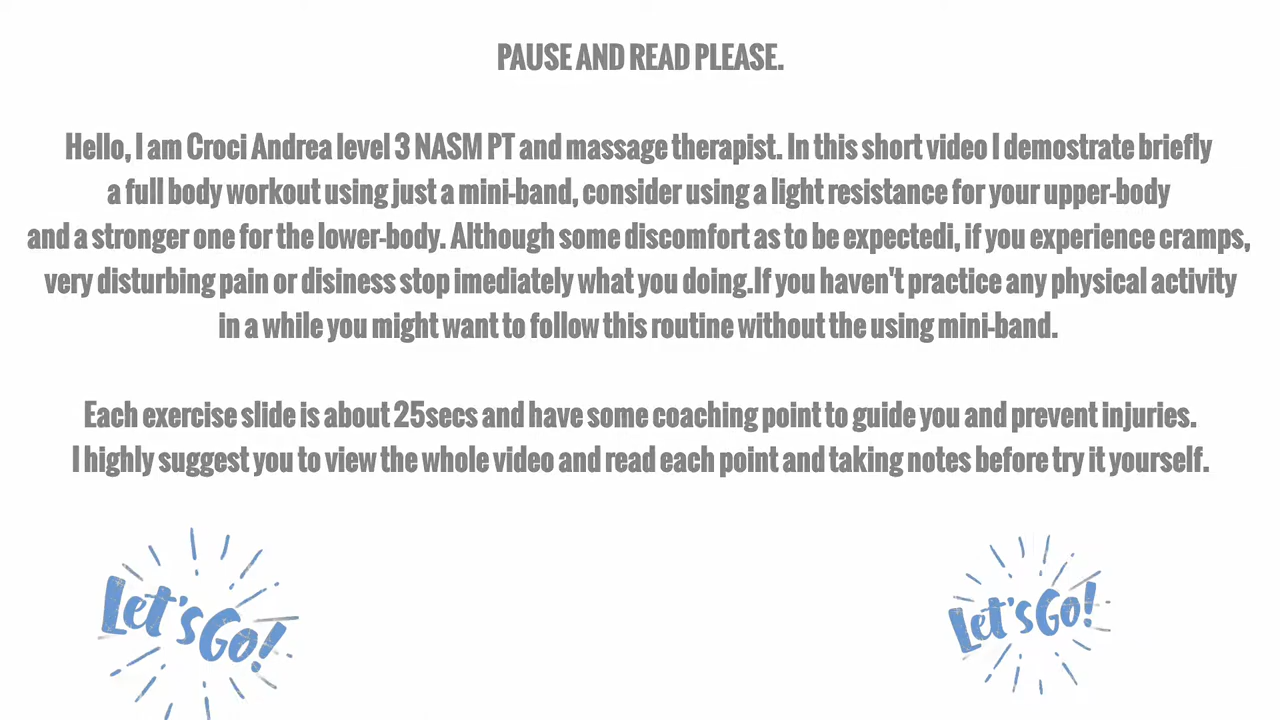 PAUSE AND READ PLEASE.
Hello, I am Croci Andrea level 3 NASM PT and massage therapist. In this short video I demostrate briefly
a full body workout using just a mini-band, consider using a light resistance for your upper-body
and a stronger one for the lower-body. Although some discomfort as to be expectedi, if you experience cramps,
very disturbing pain or disiness stop imediately what you doing.If you haven't practice any physical activity
in a while you might want to follow this routine without the using mini-band.
Each exercise slide is about 25secs and have some coaching point to guide you and prevent injuries.
I highly suggest you to view the whole video and read each point and taking notes before try it yourself.
Let's Go!
Let's Go!